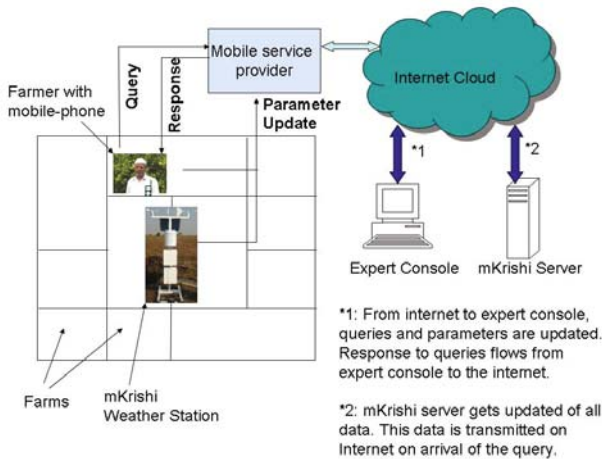 Mobile service
provider
Internet Cloud
Query
Response
Parameter
Update
Farmer with
mobile-phone
*1
*2
Expert Console
mKrishi Server
Farms
mKrishi
Weather Station
*1: From internet to expert console,
queries and parameters are updated.
Response to queries flows from
expert console to the internet.
*2: mKrishi server gets updated of all
data. This data is transmitted on
Internet on arrival of the query.